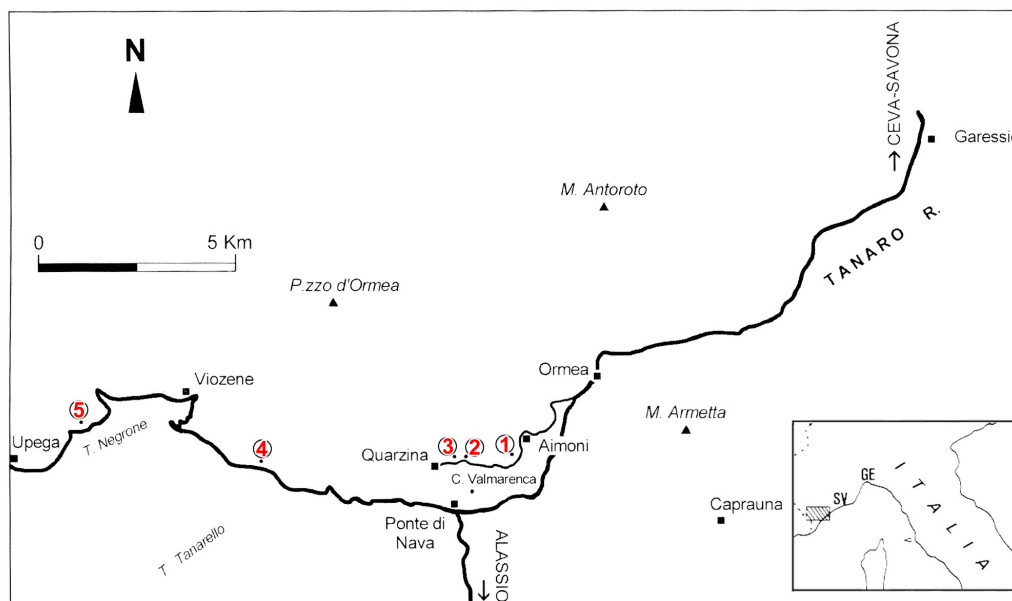 N
CEVA-SAVONA
Garessio
M. Antoroto
0 5 Km
TANARO R.
P.zzo d'Ormea
Ormea
Viozene
M. Armetta
5
T. Negrone
Upega
4
3 2 1
Aimoni
Quarzina
C. Valmarenca
Caprauna
Ponte di
Nava
T. Tanarello
ALASSIO
GE
SV
ITALIA